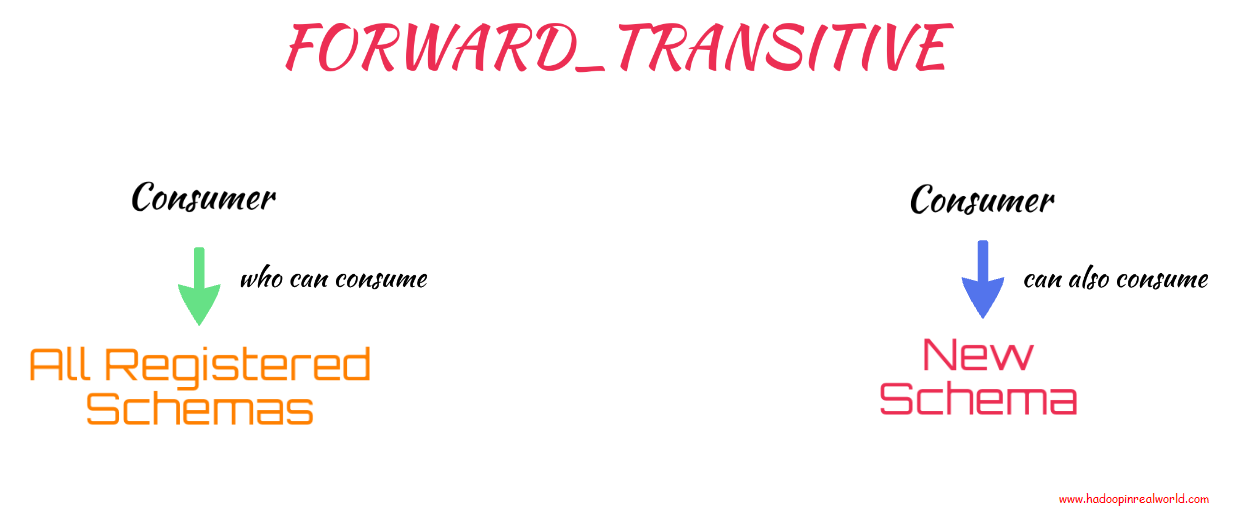 FORWARD_TRANSITIVE
Consumer
who can consume
All Registered
Schemas
Consumer
can also consume
New
Schema
www.hadoopinrealworld.com